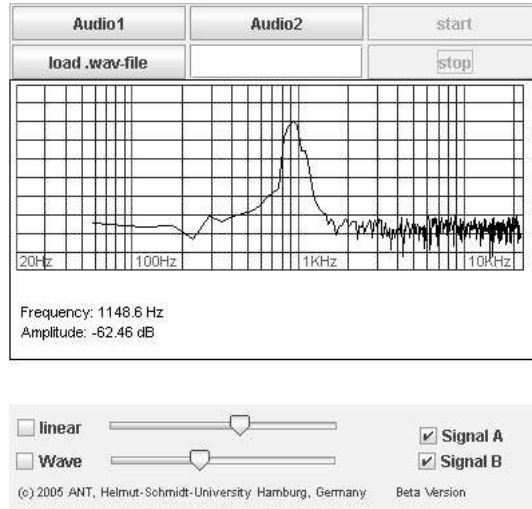 Audio1 Audio2 start
load .wav-file stop
20Hz 100Hz 1KHz 10KHz
Frequency: 1148.6 Hz
Amplitude: -62.46 dB
linear
Signal A
Wave Signal B
(c) 2005 ANT, Helmut-Schmidt-University Hamburg, Germany Beta Version